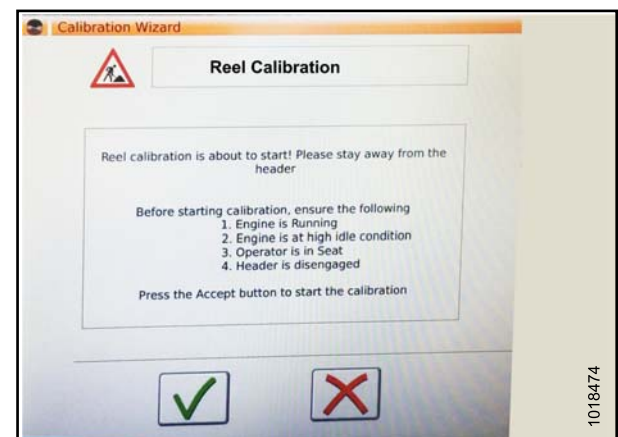 Calibration Wizard
Reel Calibration
Reel calibration is about to start! Please stay away from the
header
Before starting calibration, ensure the following
1. Engine is Running
2. Engine is at high idle condition
3. Operator is in Seat
4. Header is disengaged
Press the Accept button to start the calibration
1018474